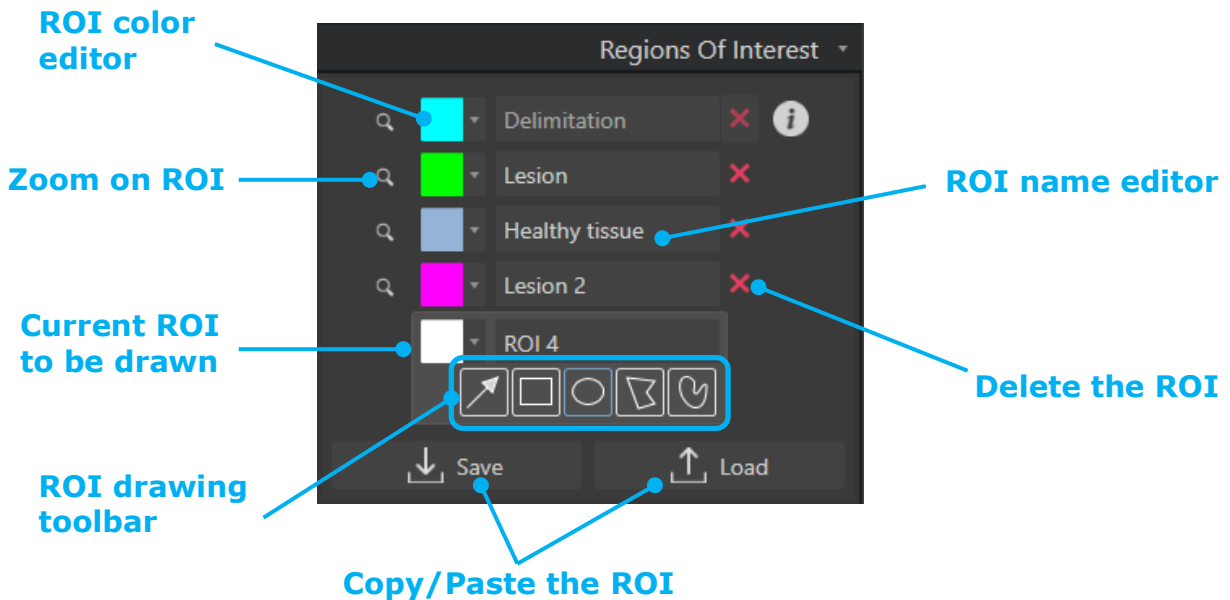 ROI color
editor
Regions Of Interest
Delimitation
i
Zoom on ROI
Lesion
ROI name editor
Healthy tissue
Lesion 2
Current ROI
to be drawn
ROI 4
Delete the ROI
Save
Load
ROI drawing
toolbar
Copy/Paste the ROI